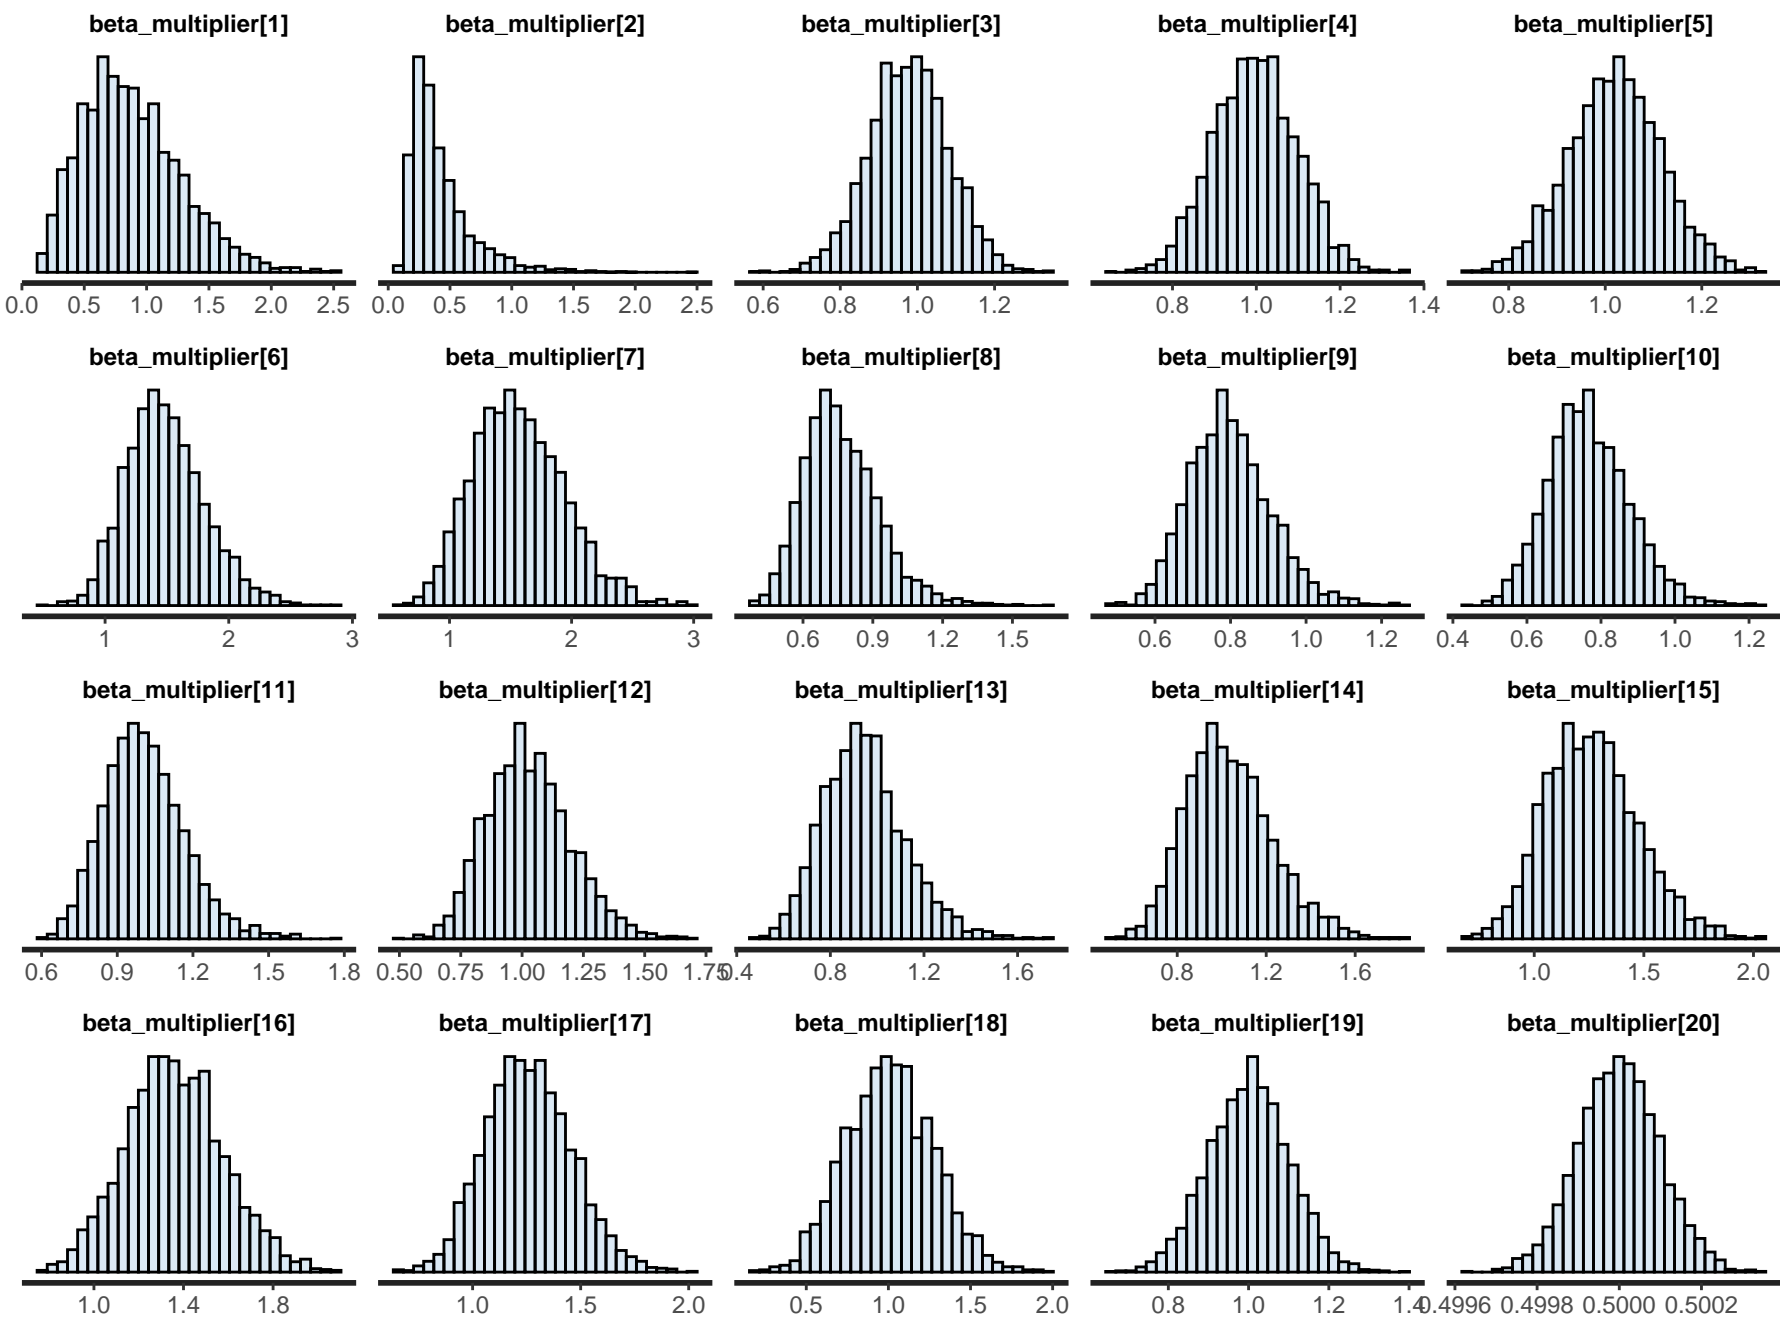 beta_multiplier[1] beta_multiplier[2] beta_multiplier[3] beta_multiplier[4] beta_multiplier[5]
0.0 0.5 1.0 1.5 2.0 2.5 0.0 0.5 1.0 1.5 2.0 2.5 0.6 0.8 1.0 1.2 0.8 1.0 1.2 1.4 0.8 1.0 1.2
beta_multiplier[6] beta_multiplier[7] beta_multiplier[8] beta_multiplier[9] beta_multiplier[10]
1 2 3 1 2 3 0.6 0.9 1.2 1.5 0.6 0.8 1.0 1.2 0.4 0.6 0.8 1.0 1.2
beta_multiplier[11] beta_multiplier[12] beta_multiplier[13] beta_multiplier[14] beta_multiplier[15]
0.6 0.9 1.2 1.5 1.8 0.50 0.75 1.00 1.25 1.50 1.75 0.4 0.8 1.2 1.6 0.8 1.2 1.6 1.0 1.5 2.0
beta_multiplier[16] beta_multiplier[17] beta_multiplier[18] beta_multiplier[19] beta_multiplier[20]
1.0 1.4 1.8 1.0 1.5 2.0 0.5 1.0 1.5 2.0 0.8 1.0 1.2 1.4 0.4996 0.4998 0.5000 0.5002